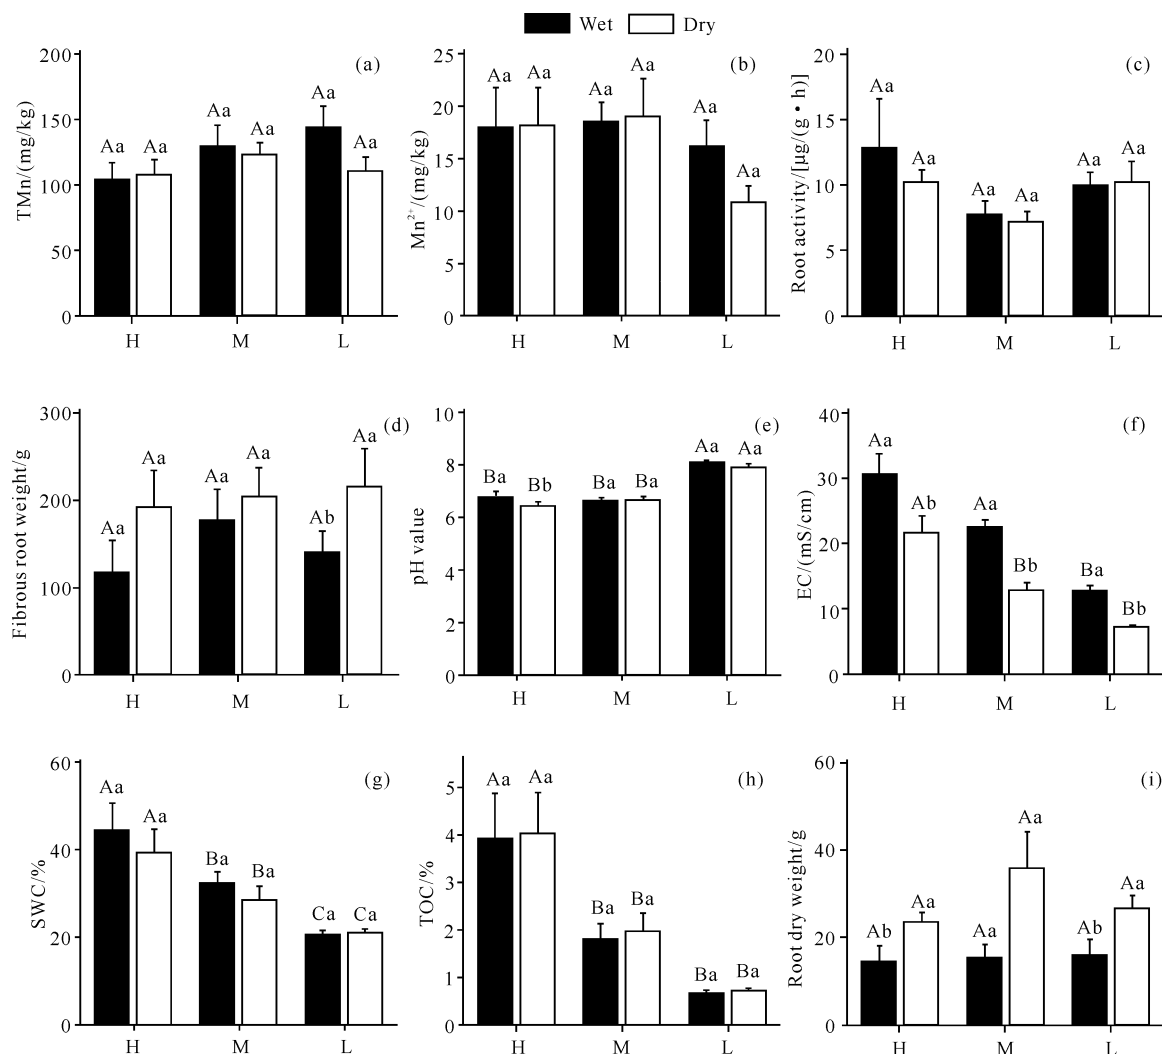 Wet Dry
(a)
TMn/(mg/kg)
200
150
100
50
0
Aa Aa Aa Aa Aa Aa
H M L
(b)
Mn²⁺/(mg/kg)
25
20
15
10
5
0
Aa Aa Aa Aa Aa Aa
H M L
(c)
Root activity/[μg/(g·h)]
20
15
10
5
0
Aa Aa Aa Aa Aa Aa
H M L
(d)
Fibrous root weight/g
300
200
100
0
Aa Aa Aa Aa Ab Aa
H M L
(e)
pH value
10
8
6
4
2
0
Ba Bb Ba Ba Aa Aa
H M L
(f)
EC/(mS/cm)
40
30
20
10
0
Aa Ab Aa Bb Ba Bb
H M L
(g)
SWC/%
60
40
20
0
Aa Aa Ba Ba Ca Ca
H M L
(h)
TOC/%
5
4
3
2
1
0
Aa Aa Ba Ba Ba Ba
H M L
(i)
Root dry weight/g
60
40
20
0
Ab Aa Ab Aa Ab Aa
H M L